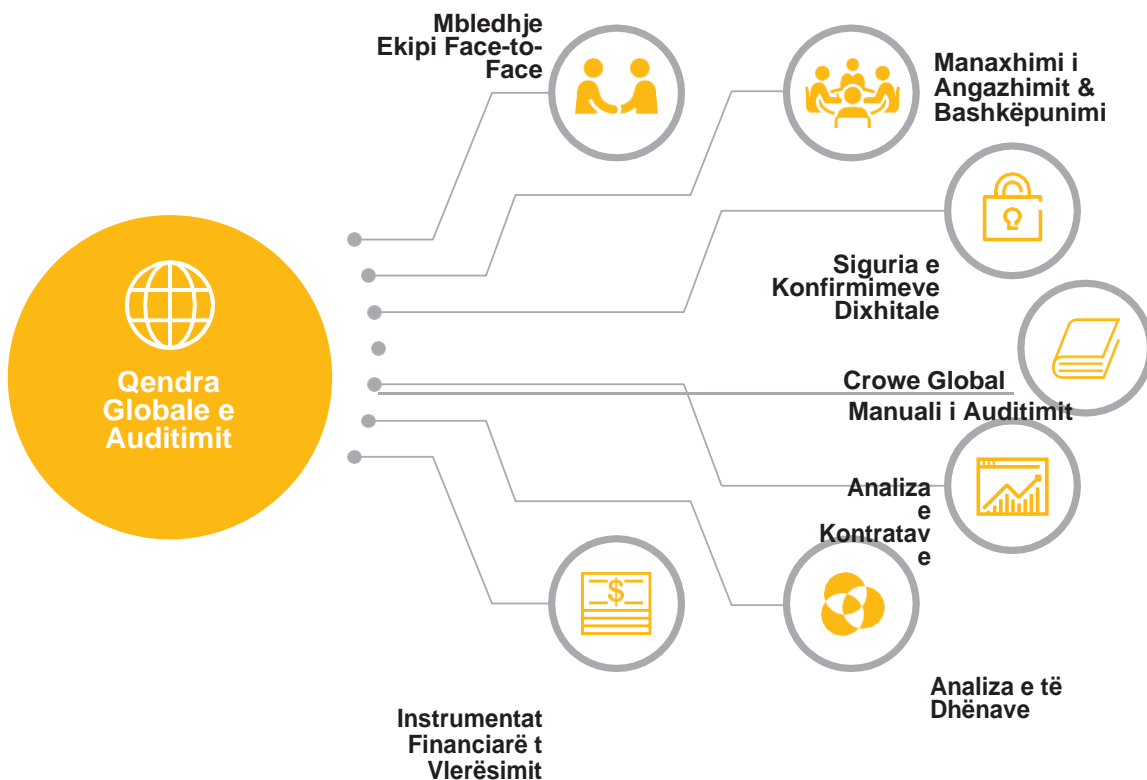 Mbledhje
Ekipi Face-to-
Face
Manaxhimi i
Angazhimit &
Bashkëpunimi
Siguria e
Konfirmimeve
Dixhitale
Qendra
Globale e
Auditimit
Crowe Global
Manuali i Auditimit
Analiza
e
Kontratav
e
$
Analiza e të
Dhënave
Instrumentat
Financiarë t
Vlerësimit